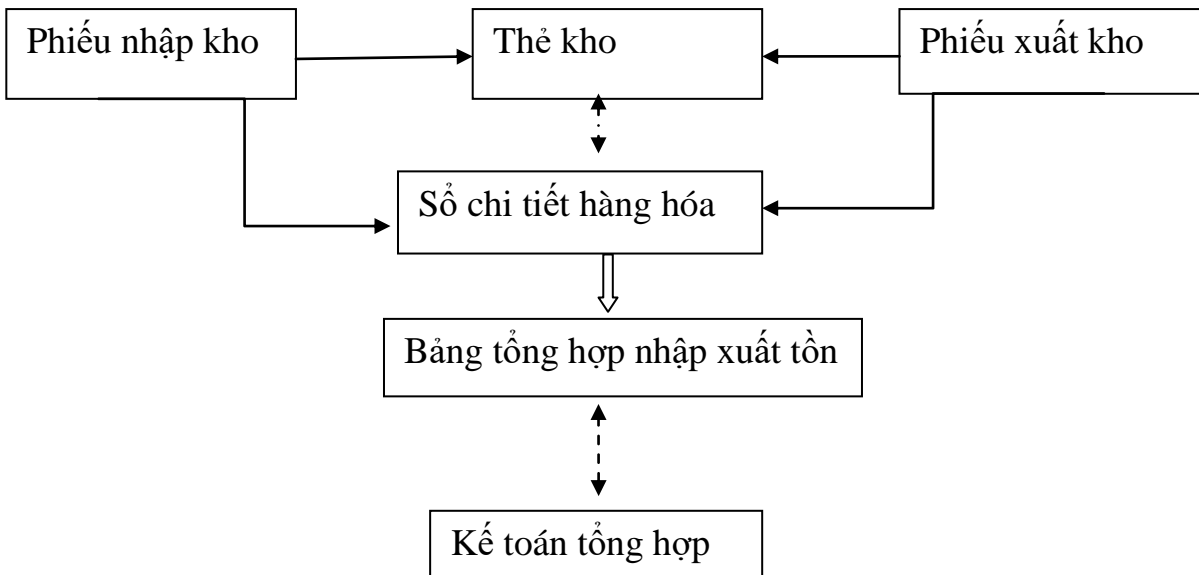 Phiếu nhập kho
Thẻ kho
Phiếu xuất kho
Sổ chi tiết hàng hóa
Bảng tổng hợp nhập xuất tồn
Kế toán tổng hợp